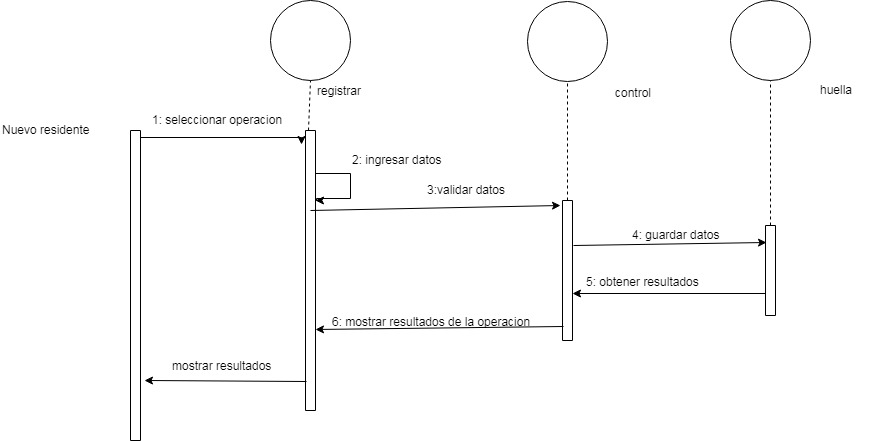 registrar
control
huella
Nuevo residente
1: seleccionar operacion
2: ingresar datos
3:validar datos
4: guardar datos
5: obtener resultados
6: mostrar resultados de la operacion
mostrar resultados